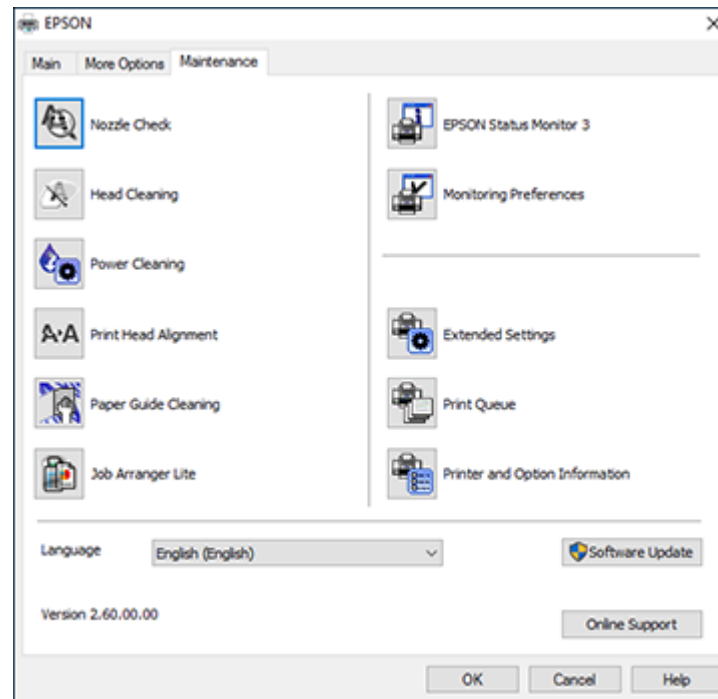 EPSON
Main More Options Maintenance
Nozzle Check
Head Cleaning
Power Cleaning
A·A Print Head Alignment
Paper Guide Cleaning
Job Arranger Lite
EPSON Status Monitor 3
Monitoring Preferences
Extended Settings
Print Queue
Printer and Option Information
Language English (English) Software Update
Version 2.60.00.00 Online Support
OK Cancel Help